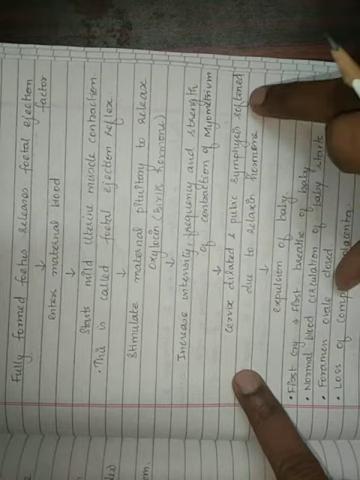 Fully formed foetus releases foetal ejection
factor
↓
enters maternal blood
↓
Starts mild uterine muscle contraction
• This is called foetal ejection reflex
↓
Stimulate maternal pituitary to release
oxytocin (Birth hormone)
↓
Increase intensity, frequency and strength
of contraction of Myometrium
↓
Cervix dilated & pubic symphysis softened
due to relaxin hormone
↓
expulsion of baby
• First cry → First breathe of baby
• Normal blood circulation of baby starts
• Foramen ovale closed
• Loss of placenta